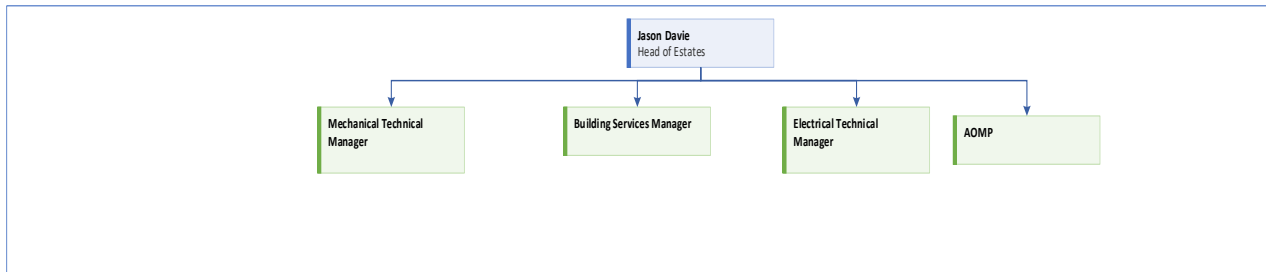 Jason Davie
Head of Estates
Mechanical Technical
Manager
Building Services Manager
Electrical Technical
Manager
AOMP